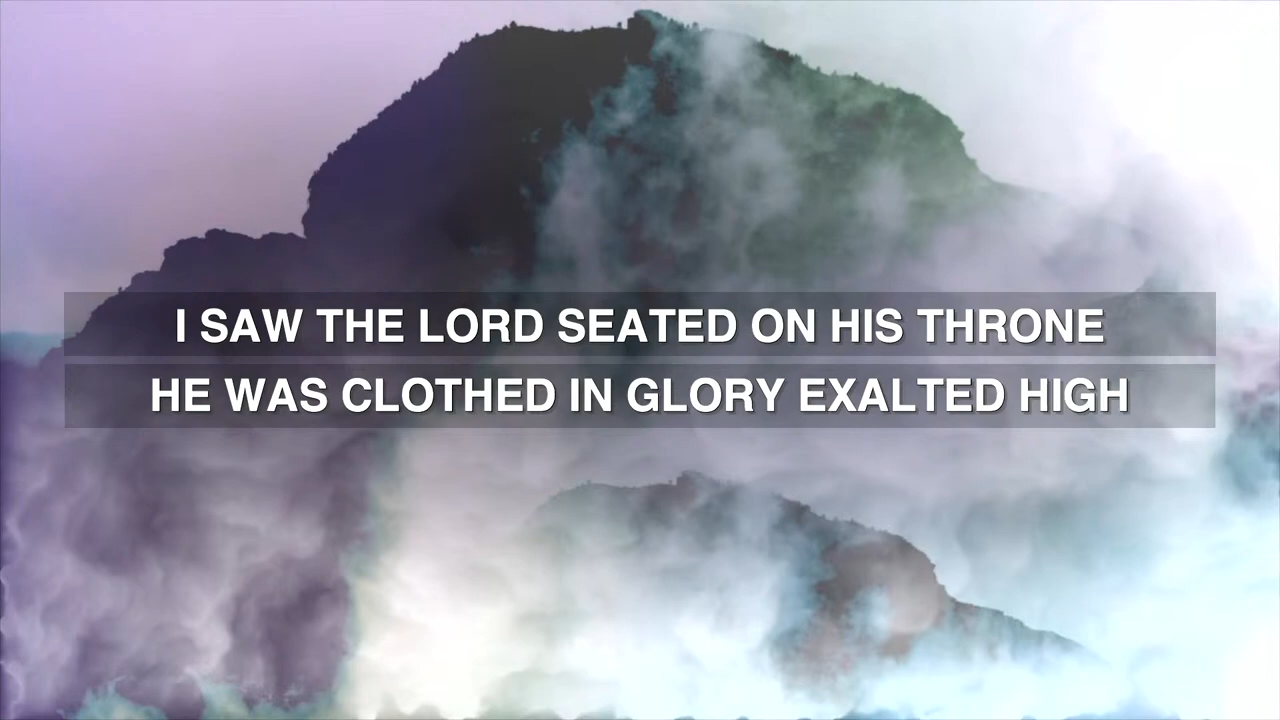 I SAW THE LORD SEATED ON HIS THRONE
HE WAS CLOTHED IN GLORY EXALTED HIGH